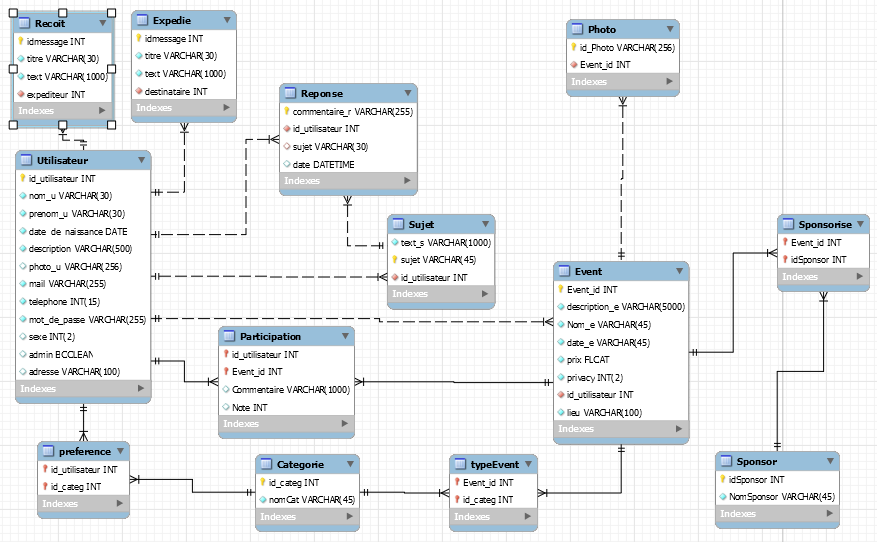 Recoit
idmessage INT
titre VARCHAR(30)
text VARCHAR(1000)
expediteur INT
Indexes
Expedie
idmessage INT
titre VARCHAR(30)
text VARCHAR(1000)
destinataire INT
Indexes
Photo
id_Photo VARCHAR(256)
Event_id INT
Indexes
Reponse
commentaire_r VARCHAR(255)
id_utilisateur INT
sujet VARCHAR(30)
date DATETIME
Indexes
Utilisateur
id_utilisateur INT
nom_u VARCHAR(30)
prenom_u VARCHAR(30)
date_de_naissance DATE
description VARCHAR(500)
photo_u VARCHAR(256)
mail VARCHAR(255)
telephone INT(15)
mot_de_passe VARCHAR(255)
sexe INT(2)
admin BOOLEAN
adresse VARCHAR(100)
Indexes
Sujet
text_s VARCHAR(1000)
sujet VARCHAR(45)
id_utilisateur INT
Indexes
Sponsorise
Event_id INT
idSponsor INT
Indexes
Event
Event_id INT
description_e VARCHAR(5000)
Nom_e VARCHAR(45)
date_e VARCHAR(45)
prix FLOAT
privacy INT(2)
id_utilisateur INT
lieu VARCHAR(100)
Indexes
Participation
id_utilisateur INT
Event_id INT
Commentaire VARCHAR(1000)
Note INT
Indexes
preference
id_utilisateur INT
id_categ INT
Indexes
Categorie
id_categ INT
nomCat VARCHAR(45)
Indexes
typeEvent
Event_id INT
id_categ INT
Indexes
Sponsor
idSponsor INT
NomSponsor VARCHAR(45)
Indexes